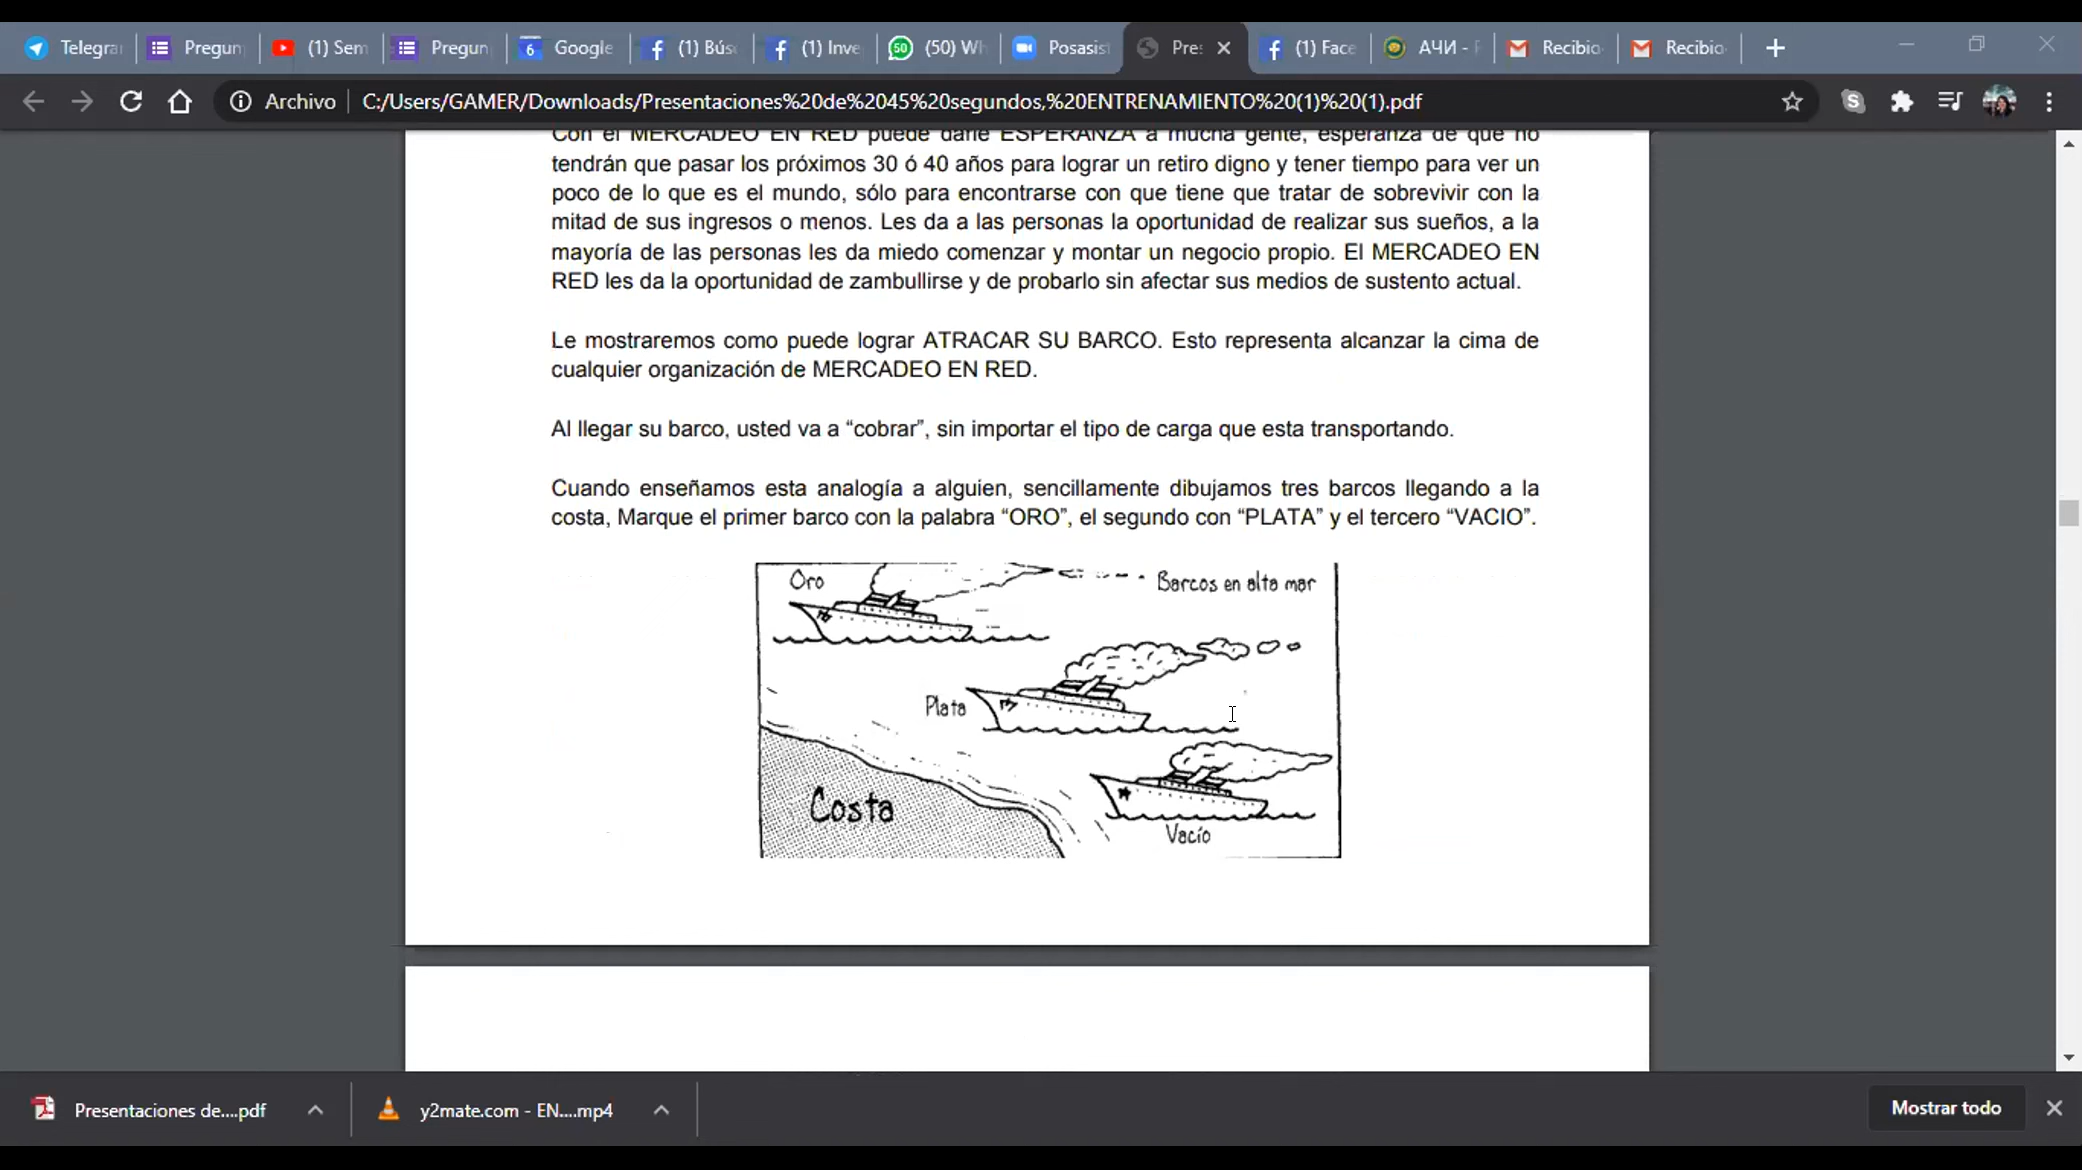 Telegrar
Pregun
(1) Sem
Pregun
6 Google
(1) Bús
(1) Inve
50 (50) Wh
Posasist
Pres
(1) Face
АЧИ - F
Recibio
Recibio
Archivo
C:/Users/GAMER/Downloads/Presentaciones%20de%2045%20segundos,%20ENTRENAMIENTO%20(1)%20(1).pdf
Con el MERCADEO EN RED puede darle ESPERANZA a mucha gente, esperanza de que no
tendrán que pasar los próximos 30 ó 40 años para lograr un retiro digno y tener tiempo para ver un
poco de lo que es el mundo, sólo para encontrarse con que tiene que tratar de sobrevivir con la
mitad de sus ingresos o menos. Les da a las personas la oportunidad de realizar sus sueños, a la
mayoría de las personas les da miedo comenzar y montar un negocio propio. El MERCADEO EN
RED les da la oportunidad de zambullirse y de probarlo sin afectar sus medios de sustento actual.
Le mostraremos como puede lograr ATRACAR SU BARCO. Esto representa alcanzar la cima de
cualquier organización de MERCADEO EN RED.
Al llegar su barco, usted va a “cobrar”, sin importar el tipo de carga que esta transportando.
Cuando enseñamos esta analogía a alguien, sencillamente dibujamos tres barcos llegando a la
costa, Marque el primer barco con la palabra “ORO”, el segundo con “PLATA” y el tercero “VACIO”.
Oro
Barcos en alta mar
Plata
Costa
Vacío
Presentaciones de....pdf
y2mate.com - EN....mp4
Mostrar todo